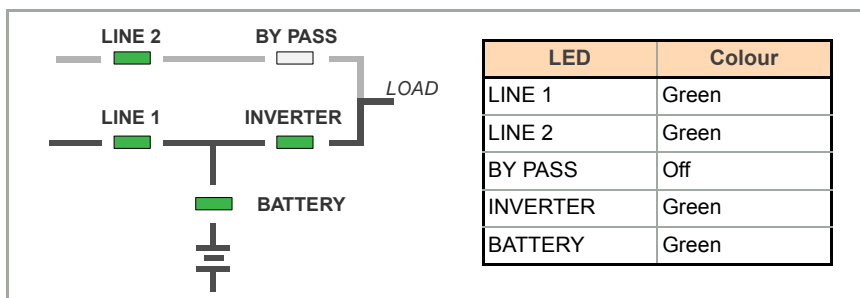 LINE 2 BY PASS
LOAD
LINE 1 INVERTER
BATTERY
LED Colour
LINE 1 Green
LINE 2 Green
BY PASS Off
INVERTER Green
BATTERY Green